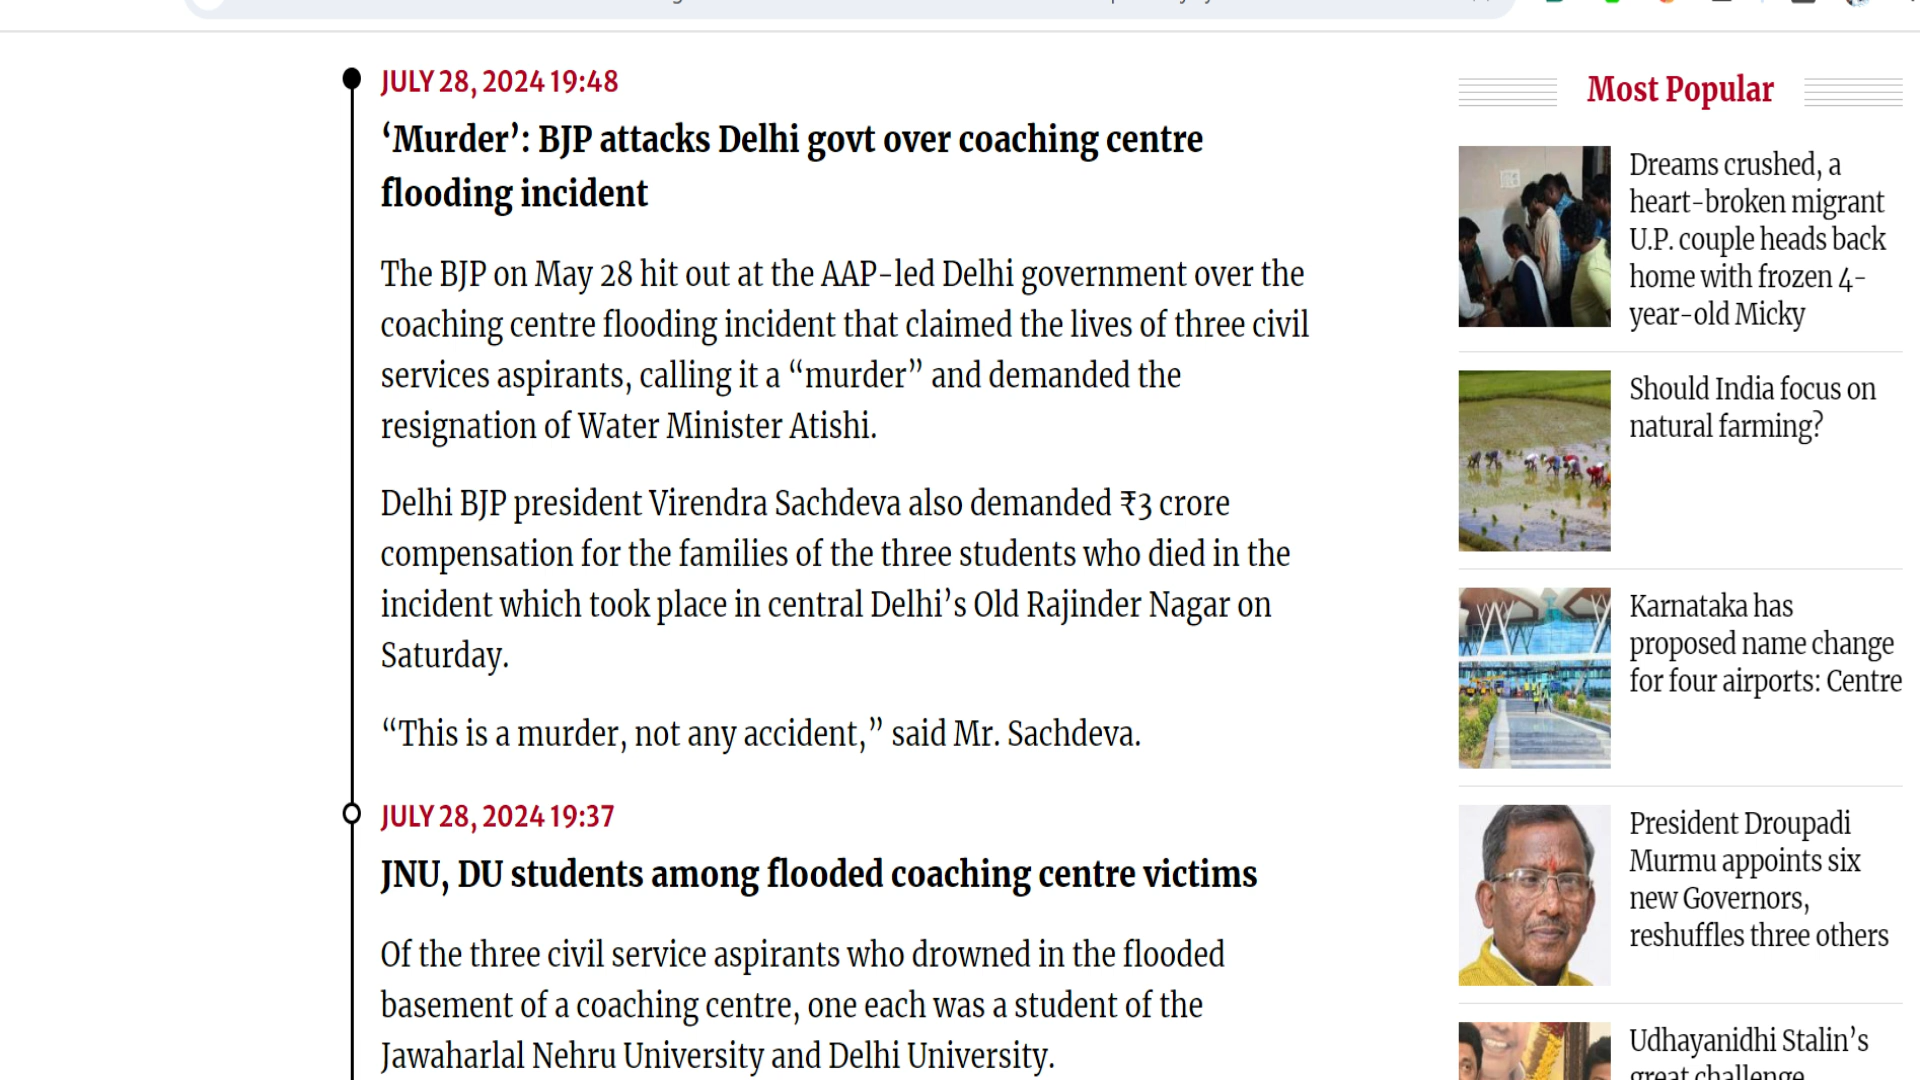 JULY 28, 2024 19:48
‘Murder’: BJP attacks Delhi govt over coaching centre
flooding incident
The BJP on May 28 hit out at the AAP-led Delhi government over the
coaching centre flooding incident that claimed the lives of three civil
services aspirants, calling it a “murder” and demanded the
resignation of Water Minister Atishi.
Delhi BJP president Virendra Sachdeva also demanded ₹3 crore
compensation for the families of the three students who died in the
incident which took place in central Delhi’s Old Rajinder Nagar on
Saturday.
“This is a murder, not any accident,” said Mr. Sachdeva.
JULY 28, 2024 19:37
JNU, DU students among flooded coaching centre victims
Of the three civil service aspirants who drowned in the flooded
basement of a coaching centre, one each was a student of the
Jawaharlal Nehru University and Delhi University.
Most Popular
Dreams crushed, a
heart-broken migrant
U.P. couple heads back
home with frozen 4-
year-old Micky
Should India focus on
natural farming?
Karnataka has
proposed name change
for four airports: Centre
President Droupadi
Murmu appoints six
new Governors,
reshuffles three others
Udhayanidhi Stalin’s
great challenge